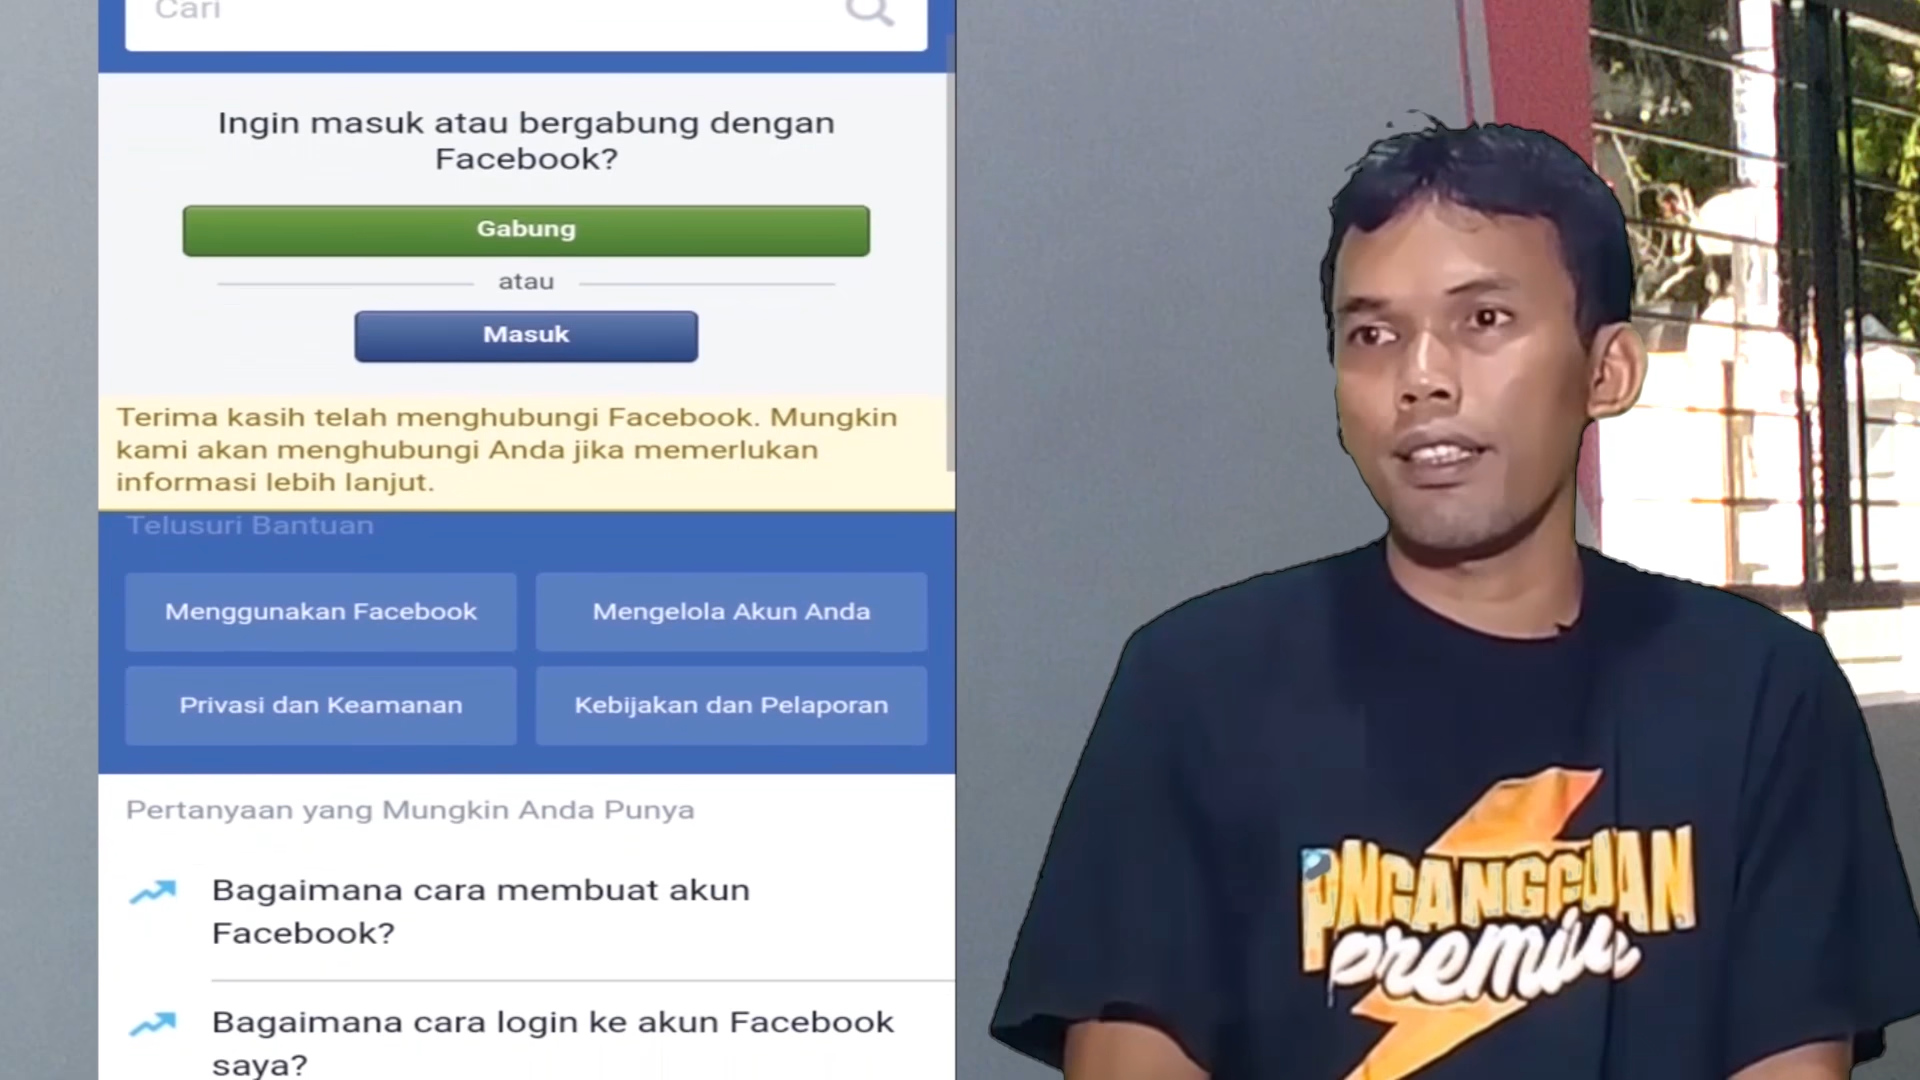 Cari
Ingin masuk atau bergabung dengan
Facebook?
Gabung
atau
Masuk
Terima kasih telah menghubungi Facebook. Mungkin
kami akan menghubungi Anda jika memerlukan
informasi lebih lanjut.
Telusuri Bantuan
Menggunakan Facebook
Mengelola Akun Anda
Privasi dan Keamanan
Kebijakan dan Pelaporan
Pertanyaan yang Mungkin Anda Punya
Bagaimana cara membuat akun
Facebook?
Bagaimana cara login ke akun Facebook
saya?